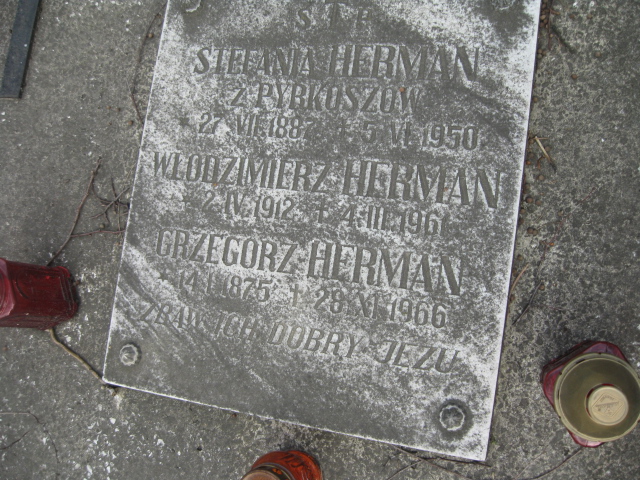 Ś. † P.
STEFANIA HERMAN
Z PYRKOSZÓW
* 27.VII.1887 + 5.VI.1950.
WŁODZIMIERZ HERMAN
* 2.IV.1912. + 4.III.1961.
GRZEGORZ HERMAN
* 14.I.1875 + 28.XI.1966
ZBAW ICH DOBRY JEZU